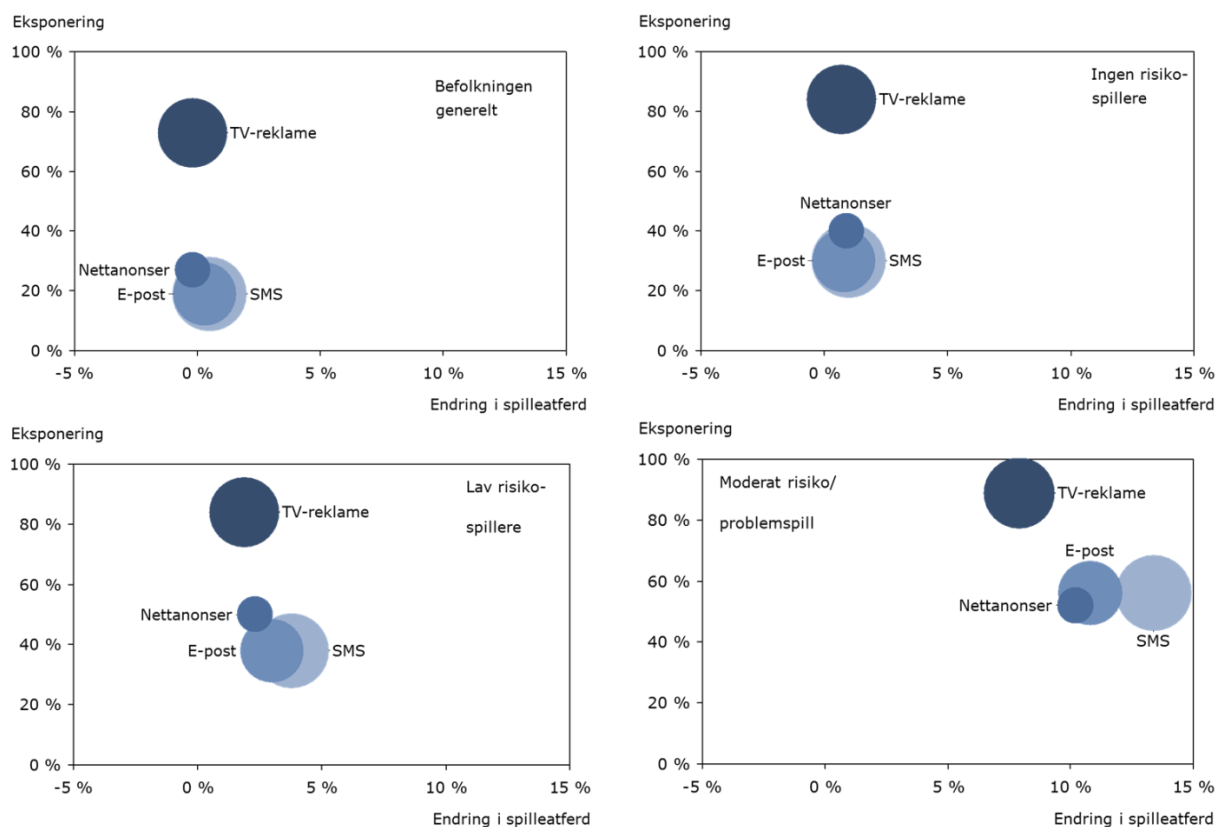 Eksponering
100 %
80 %
60 %
40 %
20 %
0 %
Befolkningen
generelt
TV-reklame
Nettanonser
E-post
SMS
-5 %
0 %
5 %
10 %
15 %
Endring i spilleatferd
Eksponering
100 %
80 %
60 %
40 %
20 %
0 %
Ingen risiko-
spillere
TV-reklame
Nettanonser
E-post
SMS
-5 %
0 %
5 %
10 %
15 %
Endring i spilleatferd
Eksponering
100 %
80 %
60 %
40 %
20 %
0 %
Lav risiko-
spillere
TV-reklame
Nettanonser
E-post
SMS
-5 %
0 %
5 %
10 %
15 %
Endring i spilleatferd
Eksponering
100 %
80 %
60 %
40 %
20 %
0 %
Moderat risiko/
problemspill
TV-reklame
E-post
Nettanonser
SMS
-5 %
0 %
5 %
10 %
15 %
Endring i spilleatferd